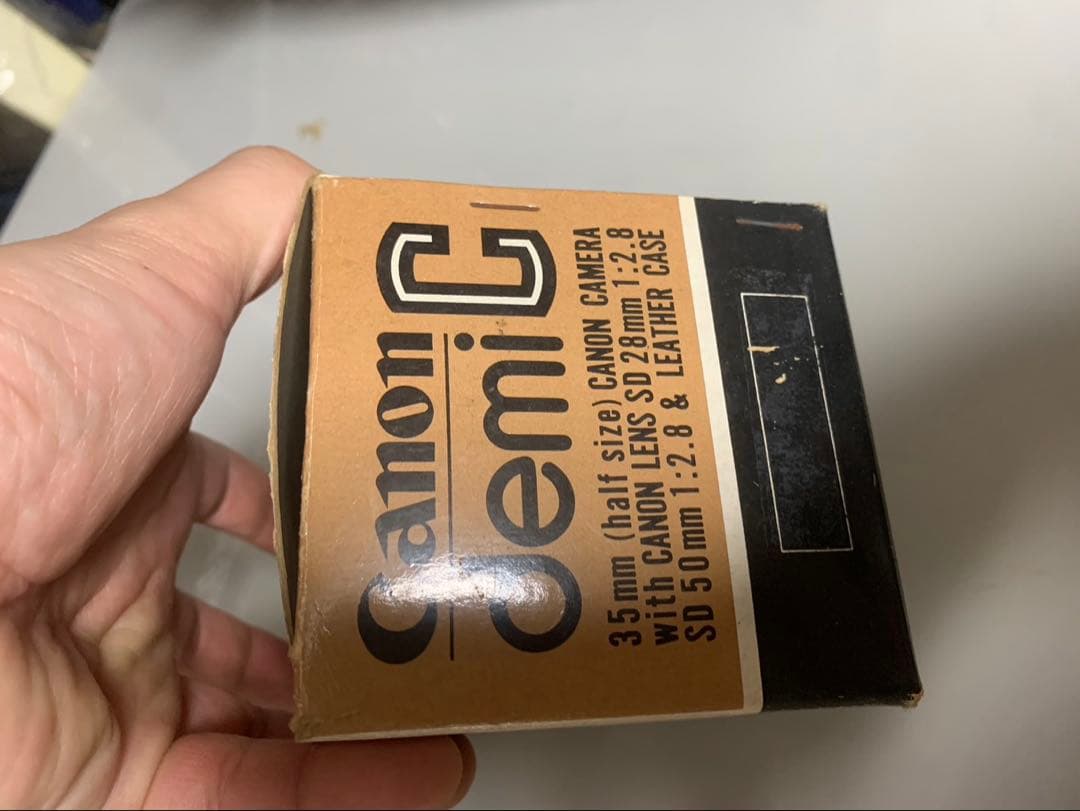 Canon
demi C
35mm (half size) CANON CAMERA
with CANON LENS SD 28mm 1:2.8
SD 50mm 1:2.8 & LEATHER CASE